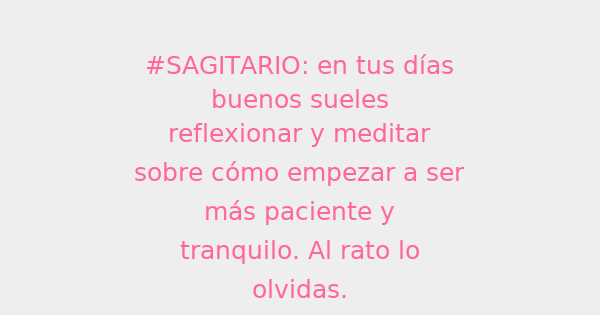 #SAGITARIO: en tus días
buenos sueles
reflexionar y meditar
sobre cómo empezar a ser
más paciente y
tranquilo. Al rato lo
olvidas.